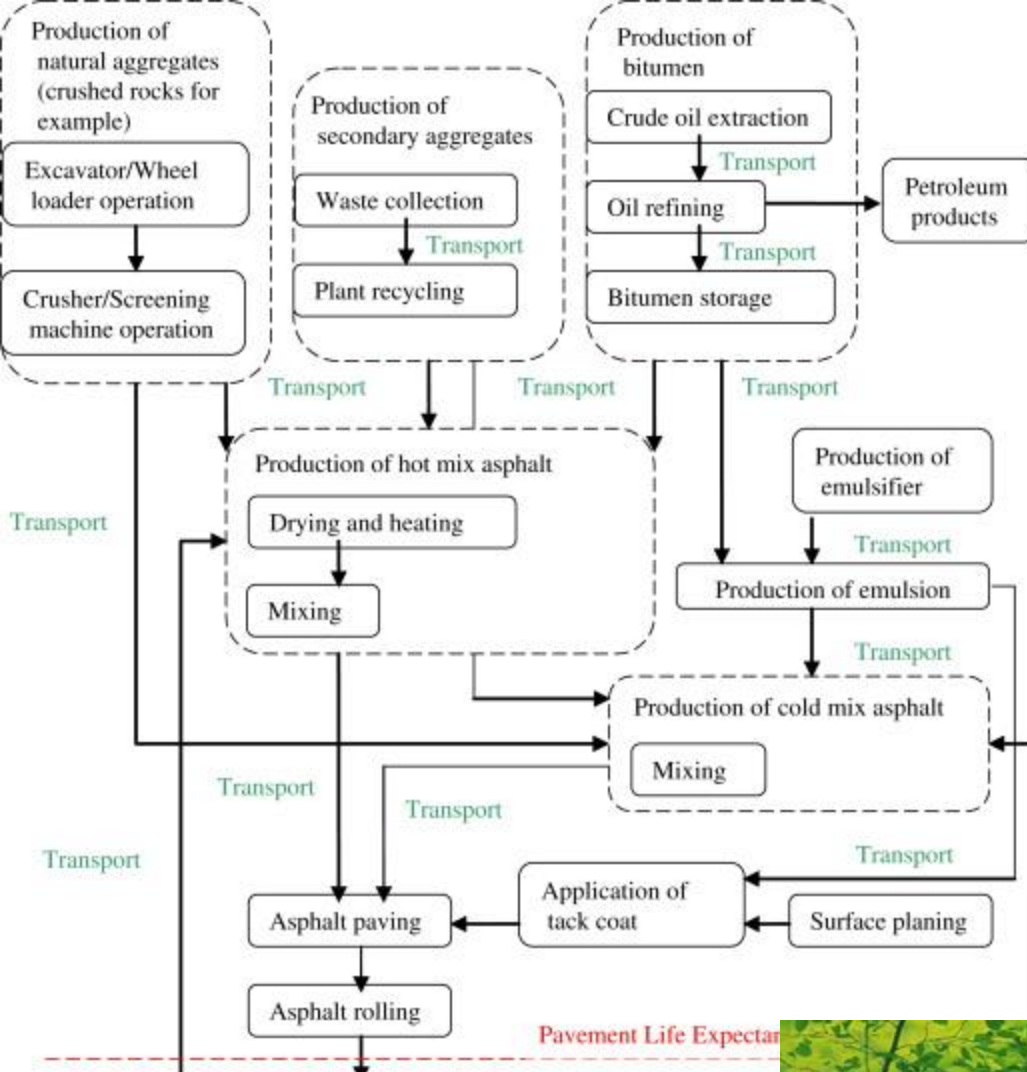 Production of
natural aggregates
(crushed rocks for
example)
Excavator/Wheel
loader operation
Crusher/Screening
machine operation
Production of
secondary aggregates
Waste collection
Transport
Plant recycling
Production of
bitumen
Crude oil extraction
Transport
Oil refining
Transport
Bitumen storage
Petroleum
products
Transport
Transport
Transport
Production of hot mix asphalt
Drying and heating
Mixing
Production of
emulsifier
Transport
Transport
Production of emulsion
Transport
Production of cold mix asphalt
Mixing
Transport
Transport
Transport
Transport
Application of
tack coat
Asphalt paving
Surface planing
Asphalt rolling
Pavement Life Expectan